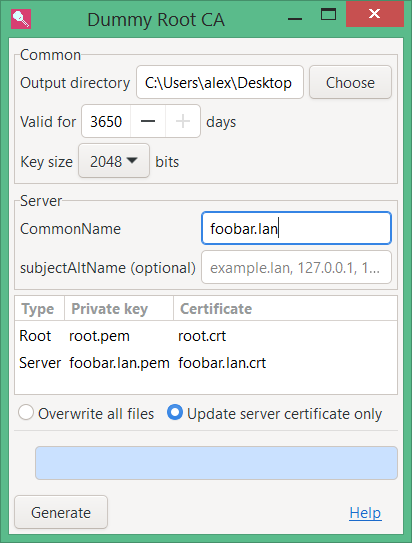 Dummy Root CA
Common
Output directory C:\Users\alex\Desktop Choose
Valid for 3650 days
Key size 2048 bits
Server
CommonName foobar.lan
subjectAltName (optional) example.lan, 127.0.0.1, 1...
Type Private key Certificate
Root root.pem root.crt
Server foobar.lan.pem foobar.lan.crt
Overwrite all files Update server certificate only
Generate Help